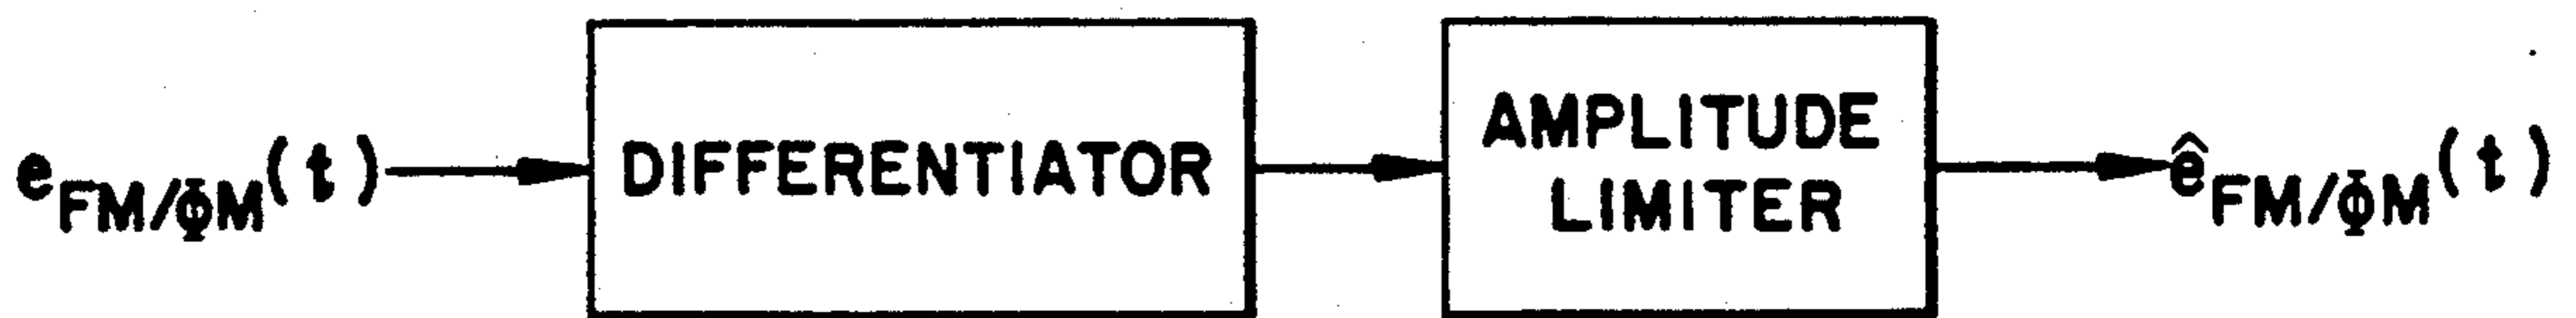 e_FM/ΦM(t)
DIFFERENTIATOR
AMPLITUDE
LIMITER
ê_FM/ΦM(t)